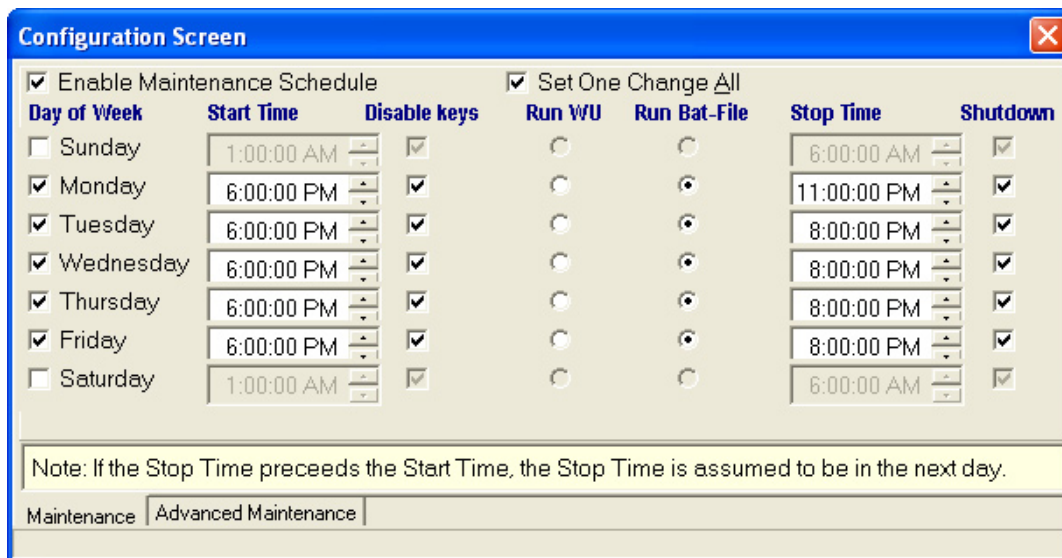 Configuration Screen
Enable Maintenance Schedule Set One Change All
Day of Week Start Time Disable keys Run WU Run Bat-File Stop Time Shutdown
Sunday 1:00:00 AM 6:00:00 AM
Monday 6:00:00 PM 11:00:00 PM
Tuesday 6:00:00 PM 8:00:00 PM
Wednesday 6:00:00 PM 8:00:00 PM
Thursday 6:00:00 PM 8:00:00 PM
Friday 6:00:00 PM 8:00:00 PM
Saturday 1:00:00 AM 6:00:00 AM
Note: If the Stop Time preceeds the Start Time, the Stop Time is assumed to be in the next day.
Maintenance Advanced Maintenance